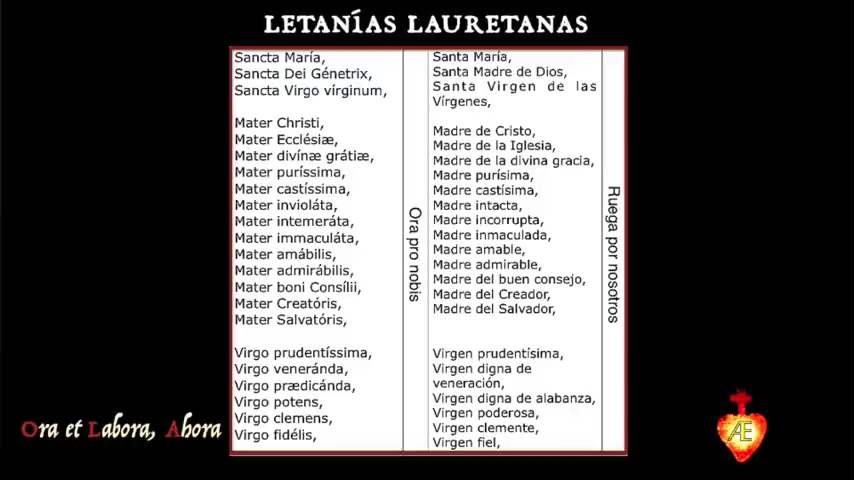 LETANÍAS LAURETANAS
Sancta María,
Sancta Dei Génetrix,
Sancta Virgo vírginum,
Mater Christi,
Mater Ecclésiæ,
Mater divínæ grátiæ,
Mater puríssima,
Mater castíssima,
Mater invioláta,
Mater intemeráta,
Mater immaculáta,
Mater amábilis,
Mater admirábilis,
Mater boni Consílii,
Mater Creatóris,
Mater Salvatóris,
Virgo prudentíssima,
Virgo veneránda,
Virgo prædicánda,
Virgo potens,
Virgo clemens,
Virgo fidélis,
Ora pro nobis
Santa María,
Santa Madre de Dios,
Santa Virgen de las
Vírgenes,
Madre de Cristo,
Madre de la Iglesia,
Madre de la divina gracia,
Madre purísima,
Madre castísima,
Madre intacta,
Madre incorrupta,
Madre inmaculada,
Madre amable,
Madre admirable,
Madre del buen consejo,
Madre del Creador,
Madre del Salvador,
Virgen prudentísima,
Virgen digna de
veneración,
Virgen digna de alabanza,
Virgen poderosa,
Virgen clemente,
Virgen fiel,
Ruega por nosotros
Ora et Labora, Ahora
Æ